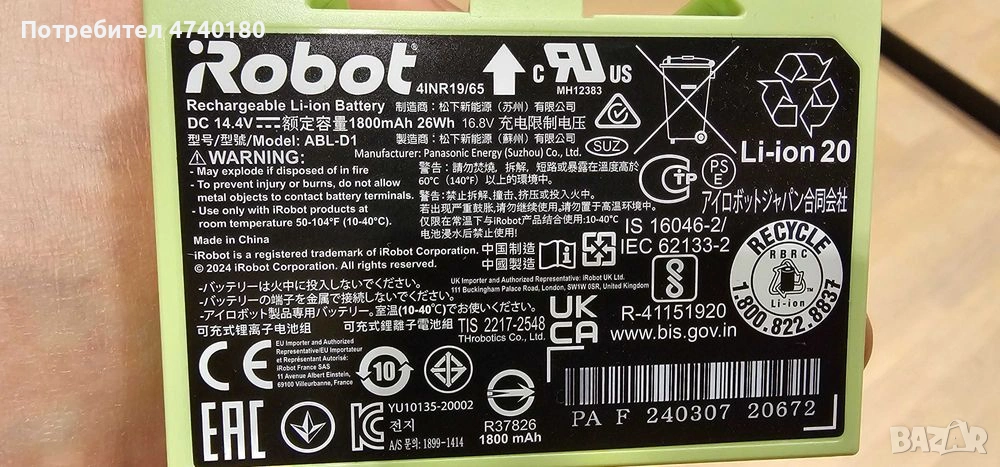 Потребител 4740180
iRobot
4INR19/65
c RU US
MH12383
Rechargeable Li-ion Battery 制造商：松下新能源（苏州）有限公司
DC 14.4V⎓额定容量1800mAh 26Wh 16.8V 充电限制电压
型号/型號/Model: ABL-D1 製造商：松下新能源（蘇州）有限公司
Manufacturer: Panasonic Energy (Suzhou) Co., Ltd.
⚠WARNING:
- May explode if disposed of in fire
- To prevent injury or burns, do not allow
metal objects to contact battery terminals.
- Use only with iRobot products at
room temperature 50-104°F (10-40°C).
警告：請勿焚燒，拆解，短路或暴露在溫度高於
60°C（140°F）以上的環境中。
警告:禁止拆解、撞击、挤压或投入火中。
若出现严重鼓胀,请勿继续使用,请勿置于高温环境中。
仅限在常温下与iRobot产品结合使用:10-40°C
电池浸水后禁止使用!
SUZ
Li-ion 20
PS
E
アイロボットジャパン合同会社
IS 16046-2/
IEC 62133-2
Made in China
iRobot is a registered trademark of iRobot Corporation.
© 2024 iRobot Corporation. All rights reserved.
中国制造
中國製造
UK Importer and Authorized Representative: iRobot UK Ltd.
111 Buckingham Palace Road, London, SW1W 0SR, United Kingdom
-バッテリーは火中に投入しないでください。
-バッテリーの端子を金属で接続しないでください。
-アイロボット製品専用バッテリー。室温(10-40°C)でお使いください。
可充式锂离子电池组 可充式鋰離子電池組
TIS 2217-2548
THrobotics Co., Ltd.
UK
CA
R-41151920
www.bis.gov.in
RECYCLE
RBRC
Li-ion
1.800.822.8837
CE
EU Importer and Authorized
Representative/EU Importateur
et Représentant Autorisé:
iRobot France SAS
11 Avenue Albert Einstein,
69100 Villeurbanne, France
10
EAC
YU10135-20002
전지
A/S 문의: 1899-1414
R37826
1800 mAh
PA F 240307 20672
BAZAR